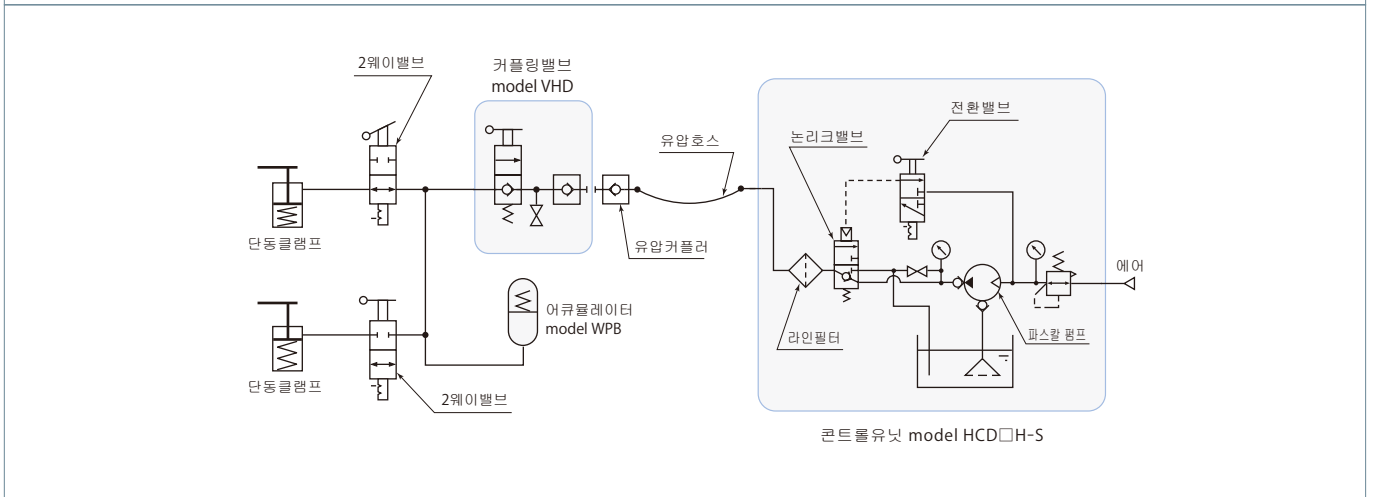 2웨이밸브
커플링밸브
model VHD
유압호스
전환밸브
논리크밸브
단동클램프
유압커플러
에어
어큐뮬레이터
model WPB
라인필터
파스칼 펌프
단동클램프
2웨이밸브
콘트롤유닛 model HCD□H-S